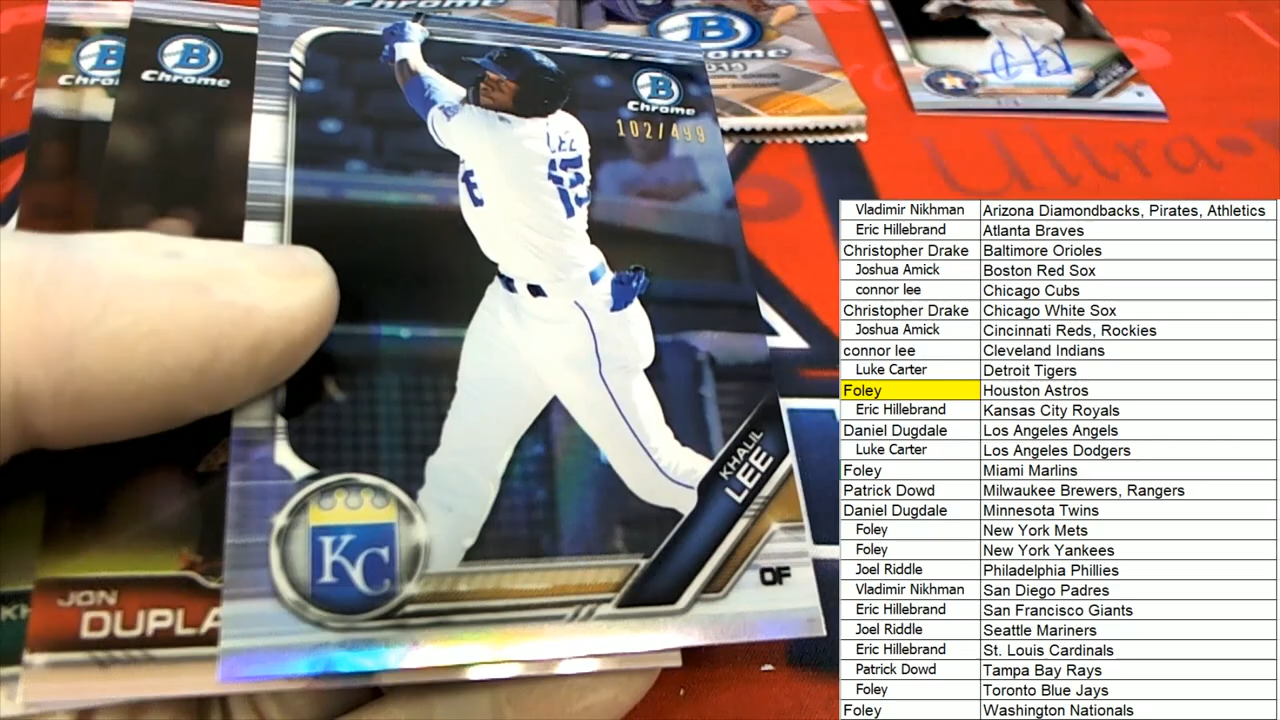 Chrome
B Chrome
B Chrome
B Chrome
2019
B Chrome
102/499
LEE
Ultra
KHALIL
LEE
KC
OF
JON
DUPLA
KH
Vladimir Nikhman Arizona Diamondbacks, Pirates, Athletics
Eric Hillebrand Atlanta Braves
Christopher Drake Baltimore Orioles
Joshua Amick Boston Red Sox
connor lee Chicago Cubs
Christopher Drake Chicago White Sox
Joshua Amick Cincinnati Reds, Rockies
connor lee Cleveland Indians
Luke Carter Detroit Tigers
Foley Houston Astros
Eric Hillebrand Kansas City Royals
Daniel Dugdale Los Angeles Angels
Luke Carter Los Angeles Dodgers
Foley Miami Marlins
Patrick Dowd Milwaukee Brewers, Rangers
Daniel Dugdale Minnesota Twins
Foley New York Mets
Foley New York Yankees
Joel Riddle Philadelphia Phillies
Vladimir Nikhman San Diego Padres
Eric Hillebrand San Francisco Giants
Joel Riddle Seattle Mariners
Eric Hillebrand St. Louis Cardinals
Patrick Dowd Tampa Bay Rays
Foley Toronto Blue Jays
Foley Washington Nationals